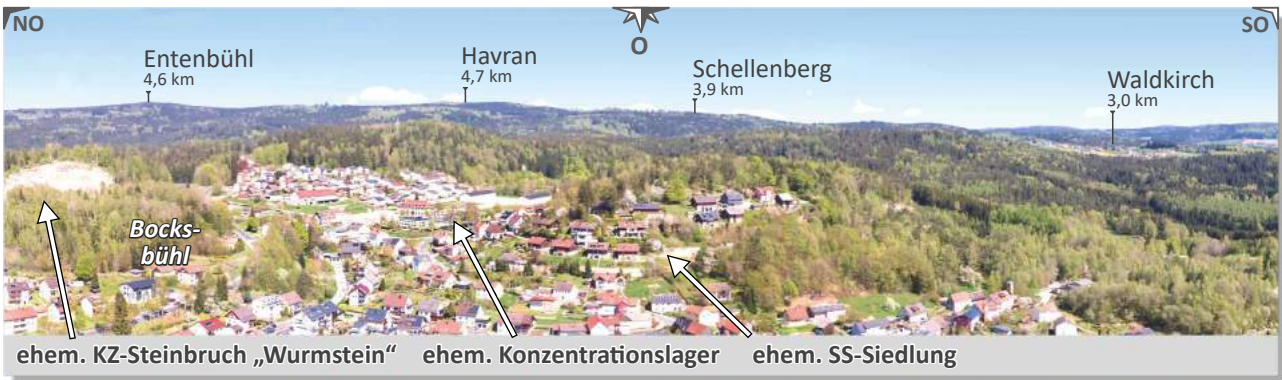 NO
O
SO
Entenbühl
4,6 km
Havran
4,7 km
Schellenberg
3,9 km
Waldkirch
3,0 km
Bocks-
bühl
ehem. KZ-Steinbruch „Wurmstein“ ehem. Konzentrationslager ehem. SS-Siedlung